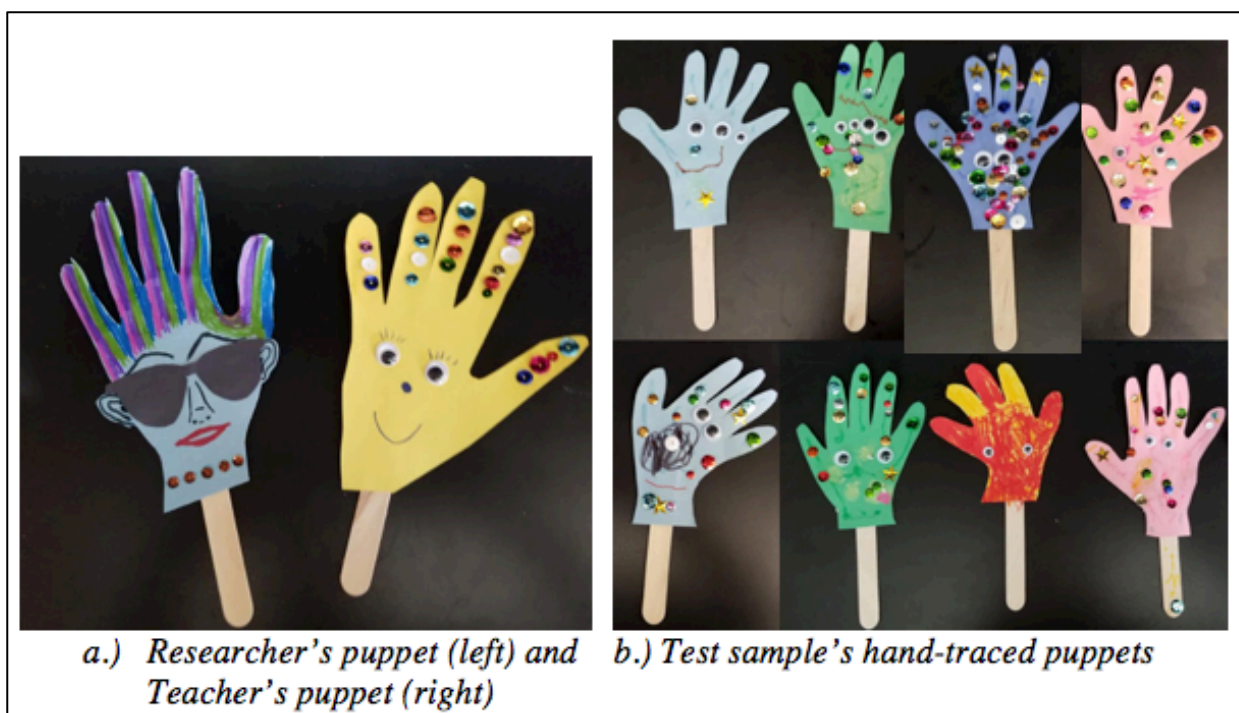 a.) Researcher's puppet (left) and
Teacher's puppet (right)
b.) Test sample's hand-traced puppets